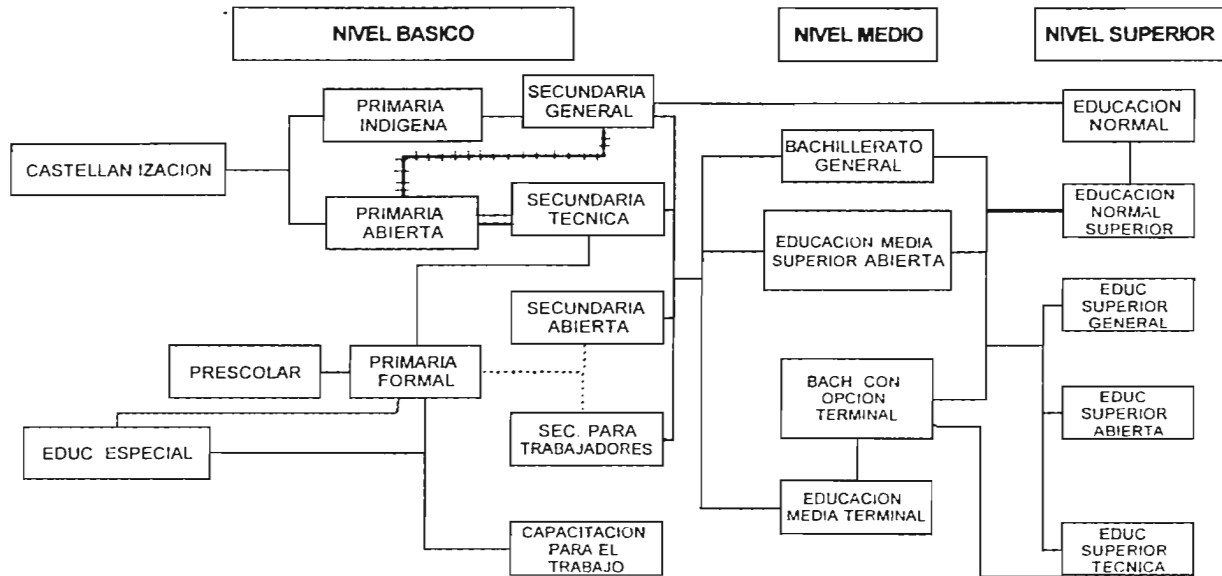 NIVEL BASICO
NIVEL MEDIO
NIVEL SUPERIOR
CASTELLAN IZACION
PRIMARIA
INDIGENA
PRIMARIA
ABIERTA
PRESCOLAR
PRIMARIA
FORMAL
EDUC ESPECIAL
SECUNDARIA
GENERAL
SECUNDARIA
TECNICA
SECUNDARIA
ABIERTA
SEC. PARA
TRABAJADORES
CAPACITACION
PARA EL
TRABAJO
BACHILLERATO
GENERAL
EDUCACION MEDIA
SUPERIOR ABIERTA
BACH CON
OPCION
TERMINAL
EDUCACION
MEDIA TERMINAL
EDUCACION
NORMAL
EDUCACION
NORMAL
SUPERIOR
EDUC
SUPERIOR
GENERAL
EDUC
SUPERIOR
ABIERTA
EDUC
SUPERIOR
TECNICA